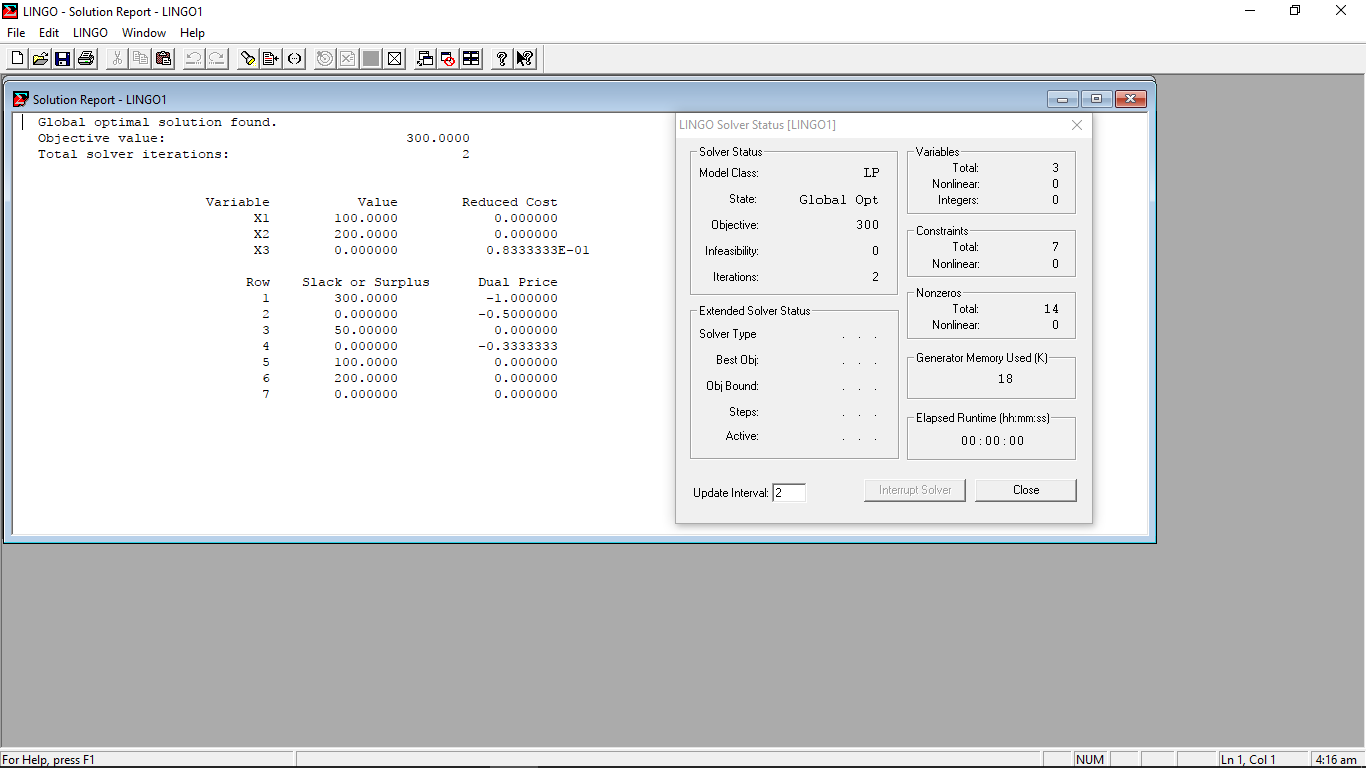 LINGO - Solution Report - LINGO1
File Edit LINGO Window Help
Solution Report - LINGO1
Global optimal solution found.
Objective value: 300.0000
Total solver iterations: 2
Variable Value Reduced Cost
X1 100.0000 0.000000
X2 200.0000 0.000000
X3 0.000000 0.8333333E-01
Row Slack or Surplus Dual Price
1 300.0000 -1.000000
2 0.000000 -0.5000000
3 50.00000 0.000000
4 0.000000 -0.3333333
5 100.0000 0.000000
6 200.0000 0.000000
7 0.000000 0.000000
LINGO Solver Status [LINGO1]
Solver Status
Model Class: LP
State: Global Opt
Objective: 300
Infeasibility: 0
Iterations: 2
Extended Solver Status
Solver Type . . .
Best Obj: . . .
Obj Bound: . . .
Steps: . . .
Active: . . .
Variables
Total: 3
Nonlinear: 0
Integers: 0
Constraints
Total: 7
Nonlinear: 0
Nonzeros
Total: 14
Nonlinear: 0
Generator Memory Used (K)
18
Elapsed Runtime (hh:mm:ss)
00:00:00
Update Interval: 2
Interrupt Solver
Close
For Help, press F1
NUM
Ln 1, Col 1
4:16 am